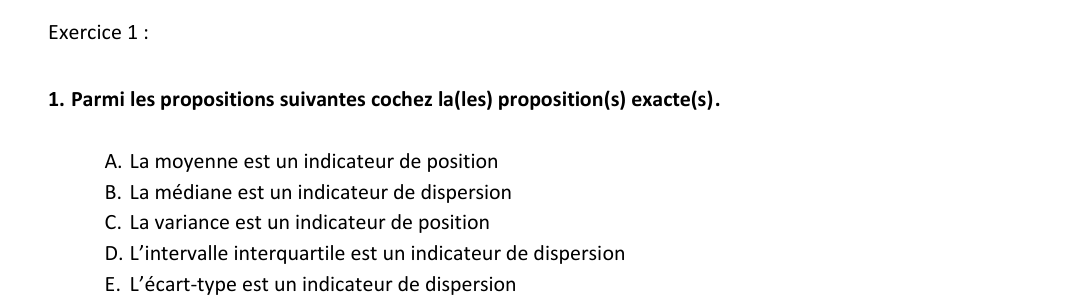 Exercice 1 :
1. Parmi les propositions suivantes cochez la(les) proposition(s) exacte(s).
A. La moyenne est un indicateur de position
B. La médiane est un indicateur de dispersion
C. La variance est un indicateur de position
D. L’intervalle interquartile est un indicateur de dispersion
E. L’écart-type est un indicateur de dispersion